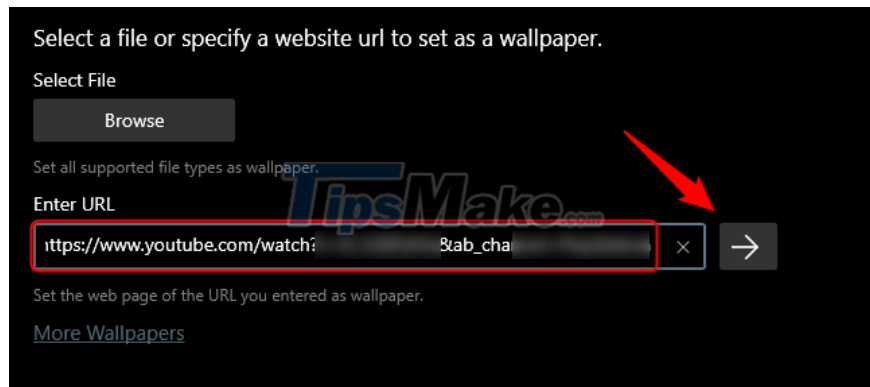 Select a file or specify a website url to set as a wallpaper.
Select File
Browse
Set all supported file types as wallpaper.
TipsMake.com
Enter URL
ttps://www.youtube.com/watch? &ab_cha
Set the web page of the URL you entered as wallpaper.
More Wallpapers